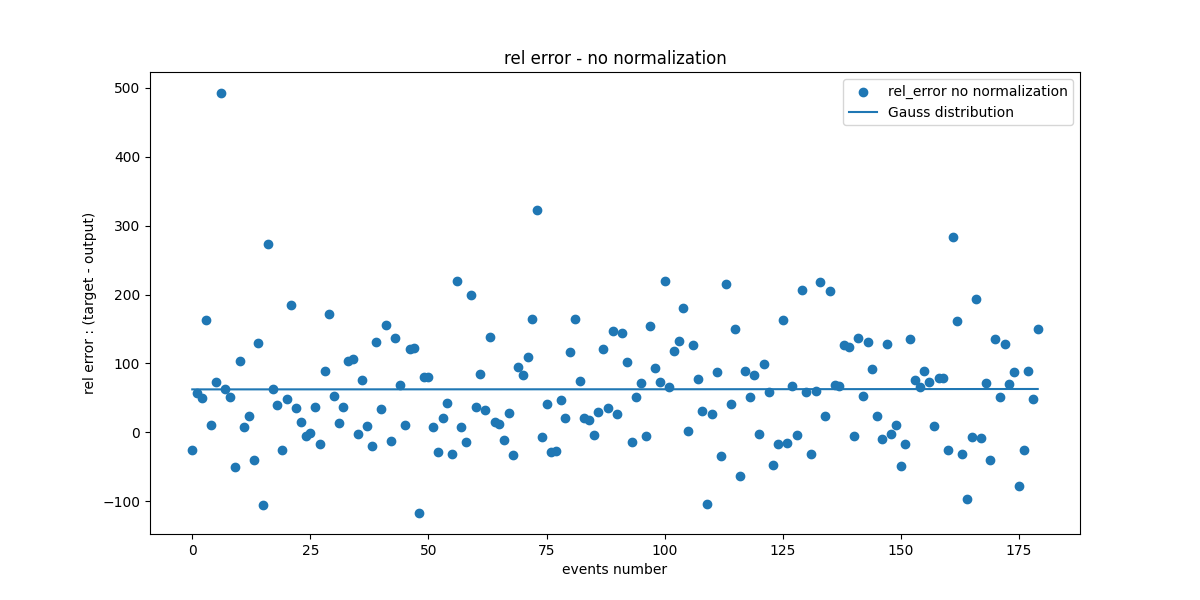 rel error - no normalization
rel_error no normalization
Gauss distribution
rel error : (target - output)
500
400
300
200
100
0
−100
0 25 50 75 100 125 150 175
events number